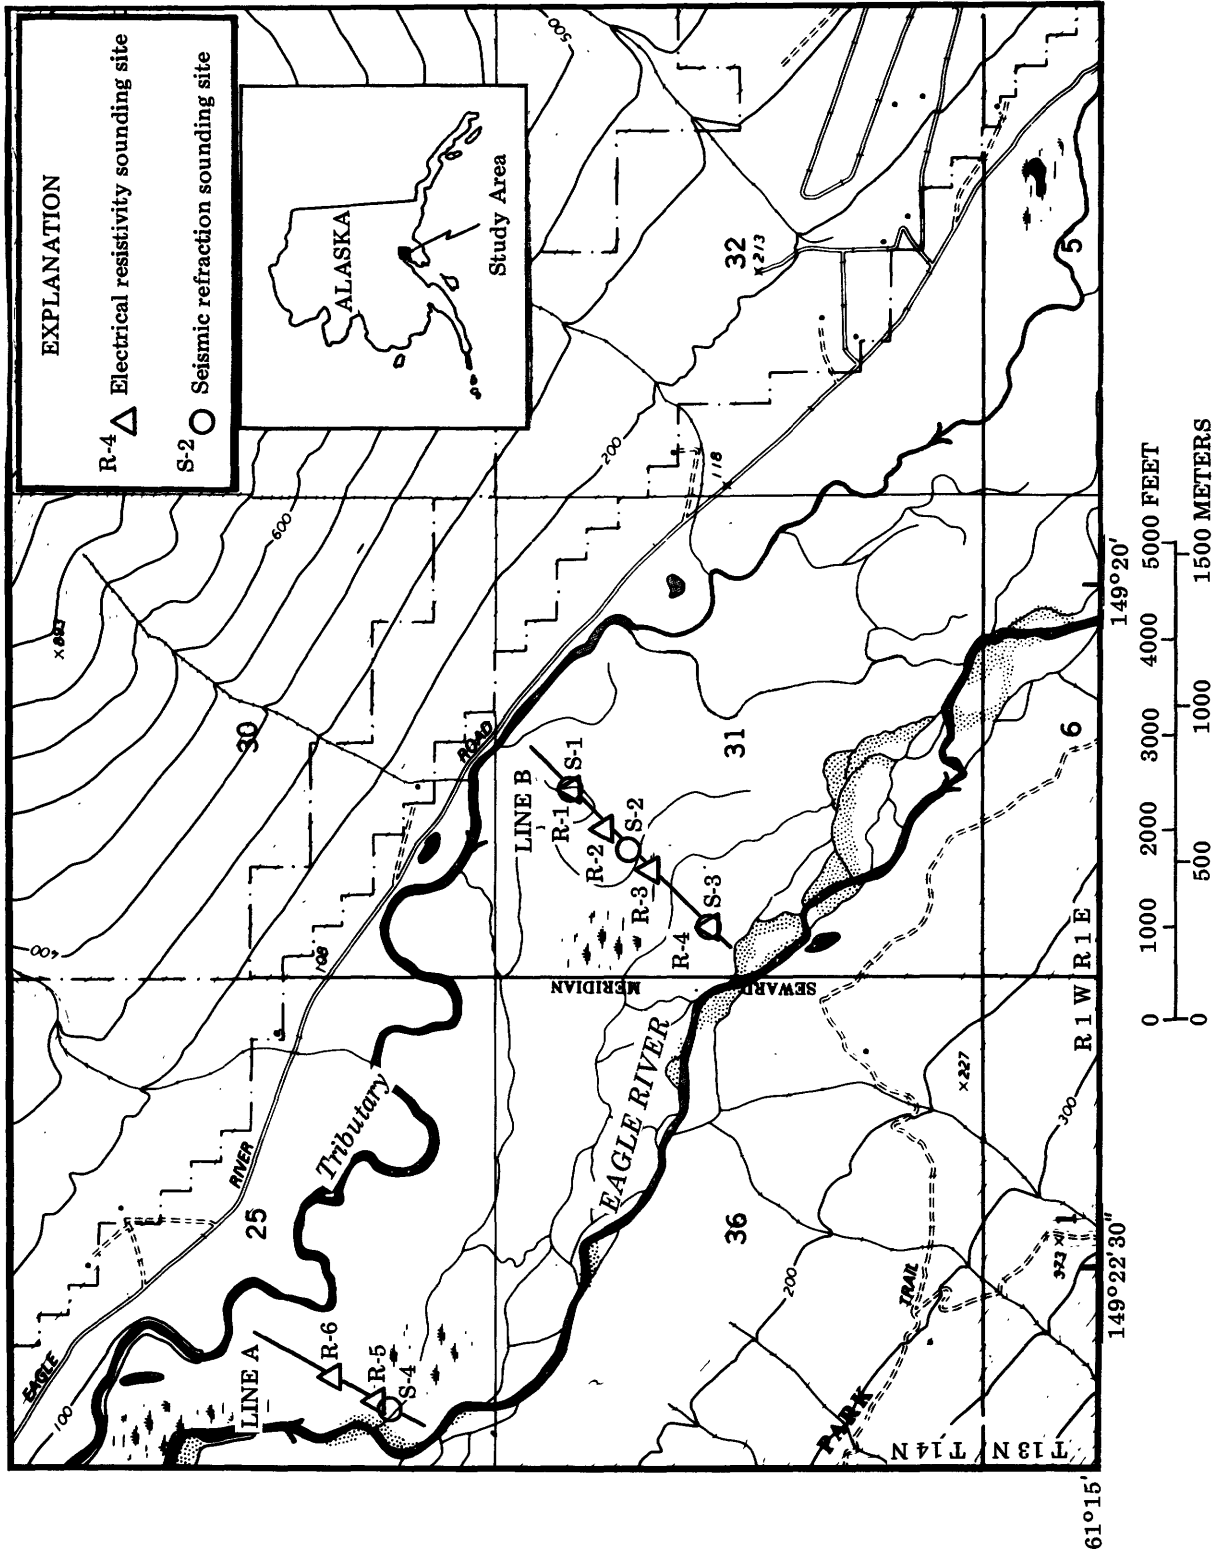 EXPLANATION
R-4 Electrical resistivity sounding site
S-2 Seismic refraction sounding site
ALASKA
Study Area
500
600
400
200
x 893
30
32
x 213
5
118
ROAD
108
RIVER
EAGLE
100
25
Tributary
LINE A
R-6
R-5
S-4
LINE B
S-1
R-1
S-2
R-2
R-3
S-3
R-4
31
MERIDIAN
SEWARD
EAGLE RIVER
36
6
R 1 W R 1 E
x 227
300
200
TRAIL
PARK
373 x
1
T 14 N
T 13 N
61°15'
149°22'30"
149°20'
0 1000 2000 3000 4000 5000 FEET
0 500 1000 1500 METERS